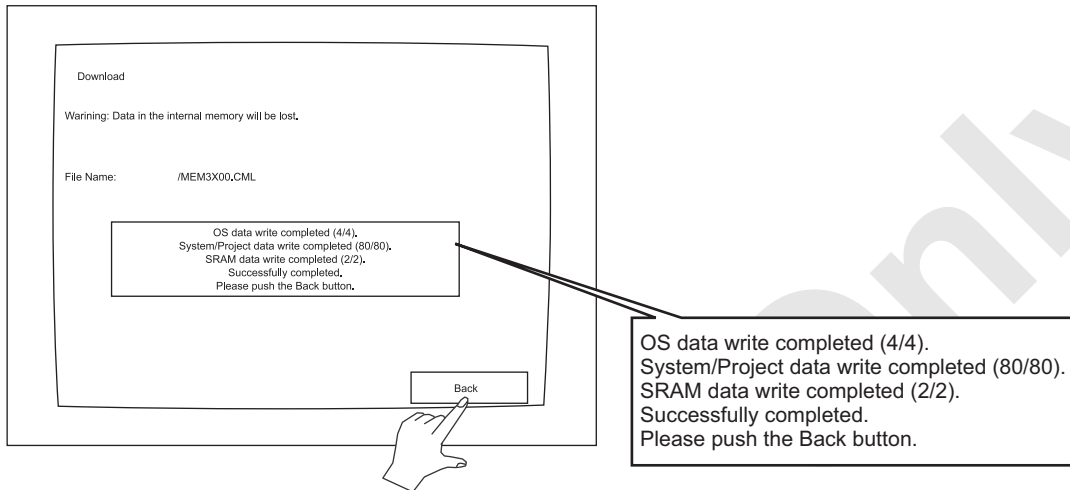 Download
Warining: Data in the internal memory will be lost.
File Name: /MEM3X00.CML
OS data write completed (4/4).
System/Project data write completed (80/80).
SRAM data write completed (2/2).
Successfully completed.
Please push the Back button.
Back
OS data write completed (4/4).
System/Project data write completed (80/80).
SRAM data write completed (2/2).
Successfully completed.
Please push the Back button.